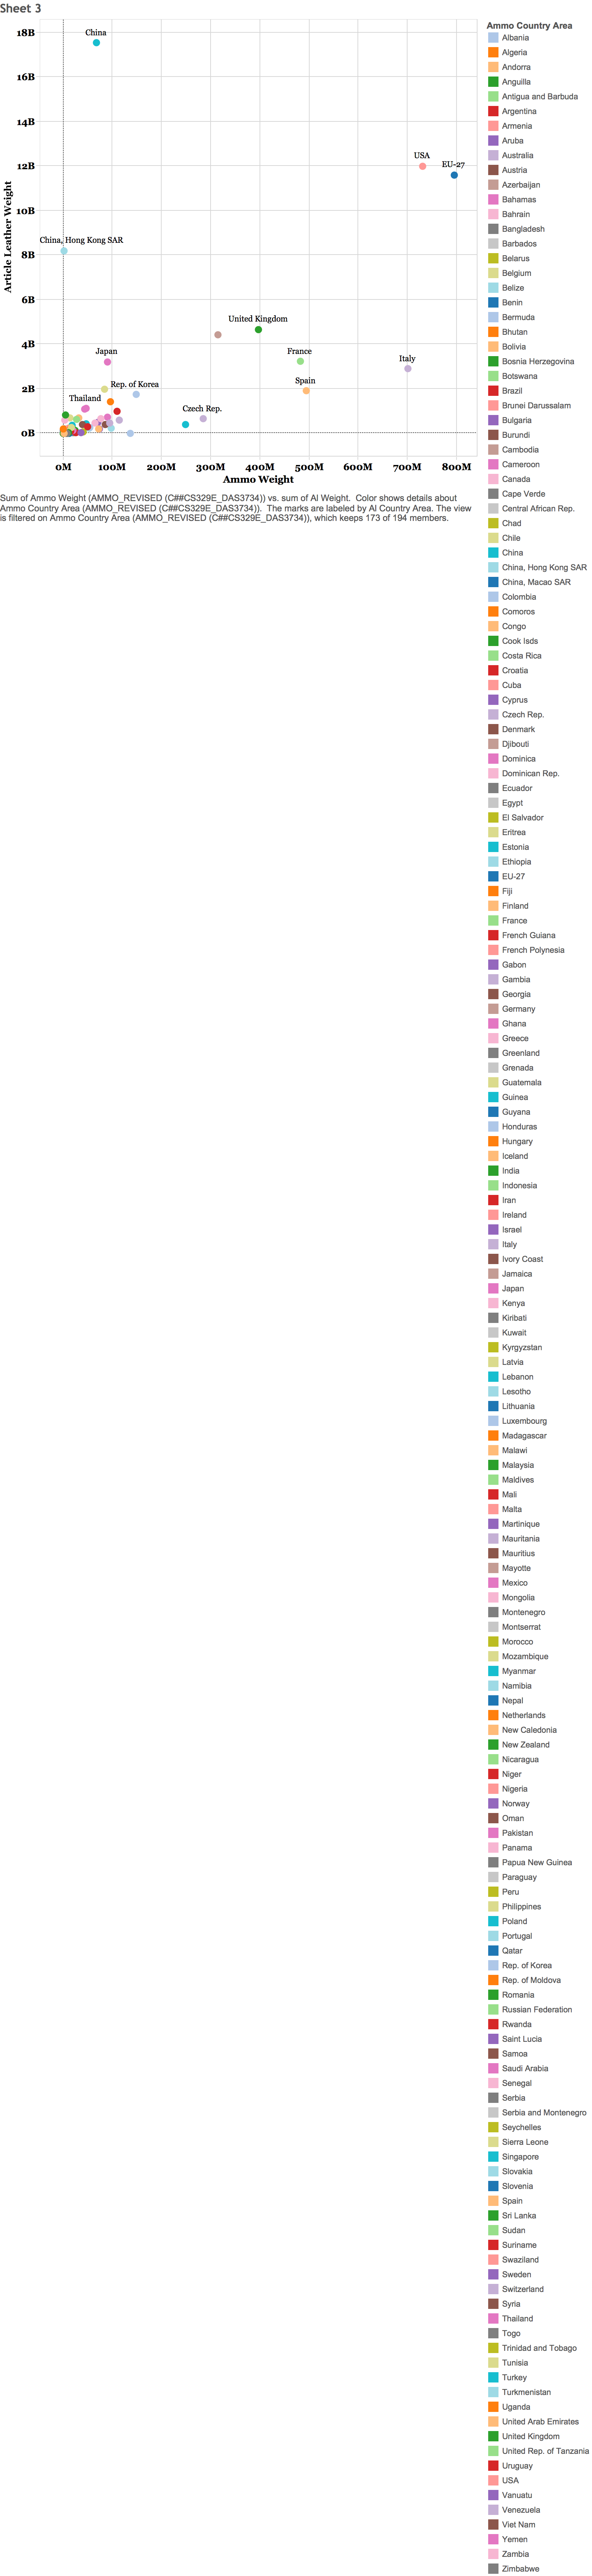 Sheet 3
18B
16B
14B
12B
10B
8B
6B
4B
2B
0B
Article Leather Weight
China
USA
EU-27
China, Hong Kong SAR
United Kingdom
Japan
France
Italy
Rep. of Korea
Spain
Thailand
Czech Rep.
0M
100M
200M
300M
400M
500M
600M
700M
800M
Ammo Weight
Sum of Ammo Weight (AMMO_REVISED (C##CS329E_DAS3734)) vs. sum of AI Weight.  Color shows details about
Ammo Country Area (AMMO_REVISED (C##CS329E_DAS3734)).  The marks are labeled by AI Country Area. The view
is filtered on Ammo Country Area (AMMO_REVISED (C##CS329E_DAS3734)), which keeps 173 of 194 members.
Ammo Country Area
Albania
Algeria
Andorra
Anguilla
Antigua and Barbuda
Argentina
Armenia
Aruba
Australia
Austria
Azerbaijan
Bahamas
Bahrain
Bangladesh
Barbados
Belarus
Belgium
Belize
Benin
Bermuda
Bhutan
Bolivia
Bosnia Herzegovina
Botswana
Brazil
Brunei Darussalam
Bulgaria
Burundi
Cambodia
Cameroon
Canada
Cape Verde
Central African Rep.
Chad
Chile
China
China, Hong Kong SAR
China, Macao SAR
Colombia
Comoros
Congo
Cook Isds
Costa Rica
Croatia
Cuba
Cyprus
Czech Rep.
Denmark
Djibouti
Dominica
Dominican Rep.
Ecuador
Egypt
El Salvador
Eritrea
Estonia
Ethiopia
EU-27
Fiji
Finland
France
French Guiana
French Polynesia
Gabon
Gambia
Georgia
Germany
Ghana
Greece
Greenland
Grenada
Guatemala
Guinea
Guyana
Honduras
Hungary
Iceland
India
Indonesia
Iran
Ireland
Israel
Italy
Ivory Coast
Jamaica
Japan
Kenya
Kiribati
Kuwait
Kyrgyzstan
Latvia
Lebanon
Lesotho
Lithuania
Luxembourg
Madagascar
Malawi
Malaysia
Maldives
Mali
Malta
Martinique
Mauritania
Mauritius
Mayotte
Mexico
Mongolia
Montenegro
Montserrat
Morocco
Mozambique
Myanmar
Namibia
Nepal
Netherlands
New Caledonia
New Zealand
Nicaragua
Niger
Nigeria
Norway
Oman
Pakistan
Panama
Papua New Guinea
Paraguay
Peru
Philippines
Poland
Portugal
Qatar
Rep. of Korea
Rep. of Moldova
Romania
Russian Federation
Rwanda
Saint Lucia
Samoa
Saudi Arabia
Senegal
Serbia
Serbia and Montenegro
Seychelles
Sierra Leone
Singapore
Slovakia
Slovenia
Spain
Sri Lanka
Sudan
Suriname
Swaziland
Sweden
Switzerland
Syria
Thailand
Togo
Trinidad and Tobago
Tunisia
Turkey
Turkmenistan
Uganda
United Arab Emirates
United Kingdom
United Rep. of Tanzania
Uruguay
USA
Vanuatu
Venezuela
Viet Nam
Yemen
Zambia
Zimbabwe